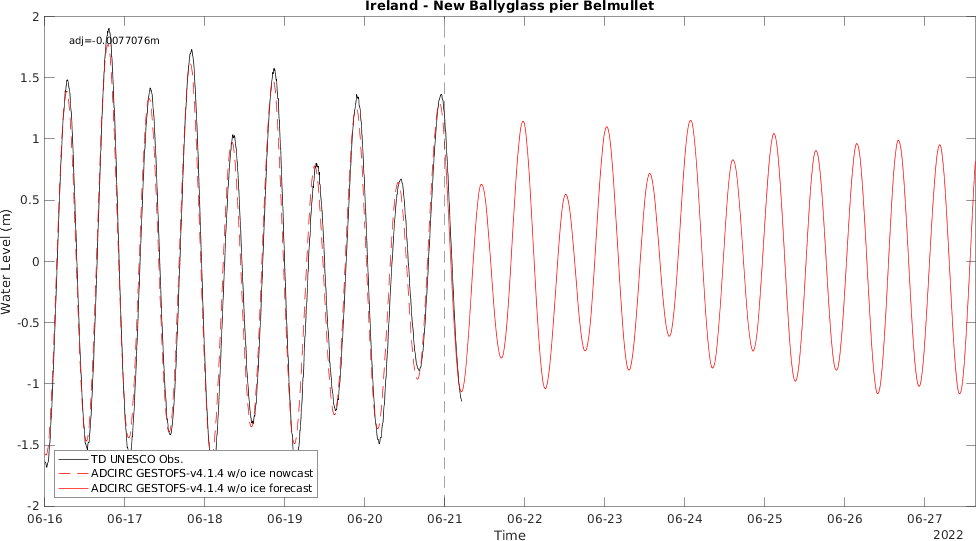 Ireland - New Ballyglass pier Belmullet
adj=-0.0077076m
2
1.5
1
0.5
0
-0.5
-1
-1.5
-2
Water Level (m)
TD UNESCO Obs.
ADCIRC GESTOFS-v4.1.4 w/o ice nowcast
ADCIRC GESTOFS-v4.1.4 w/o ice forecast
06-16 06-17 06-18 06-19 06-20 06-21 06-22 06-23 06-24 06-25 06-26 06-27
Time
2022